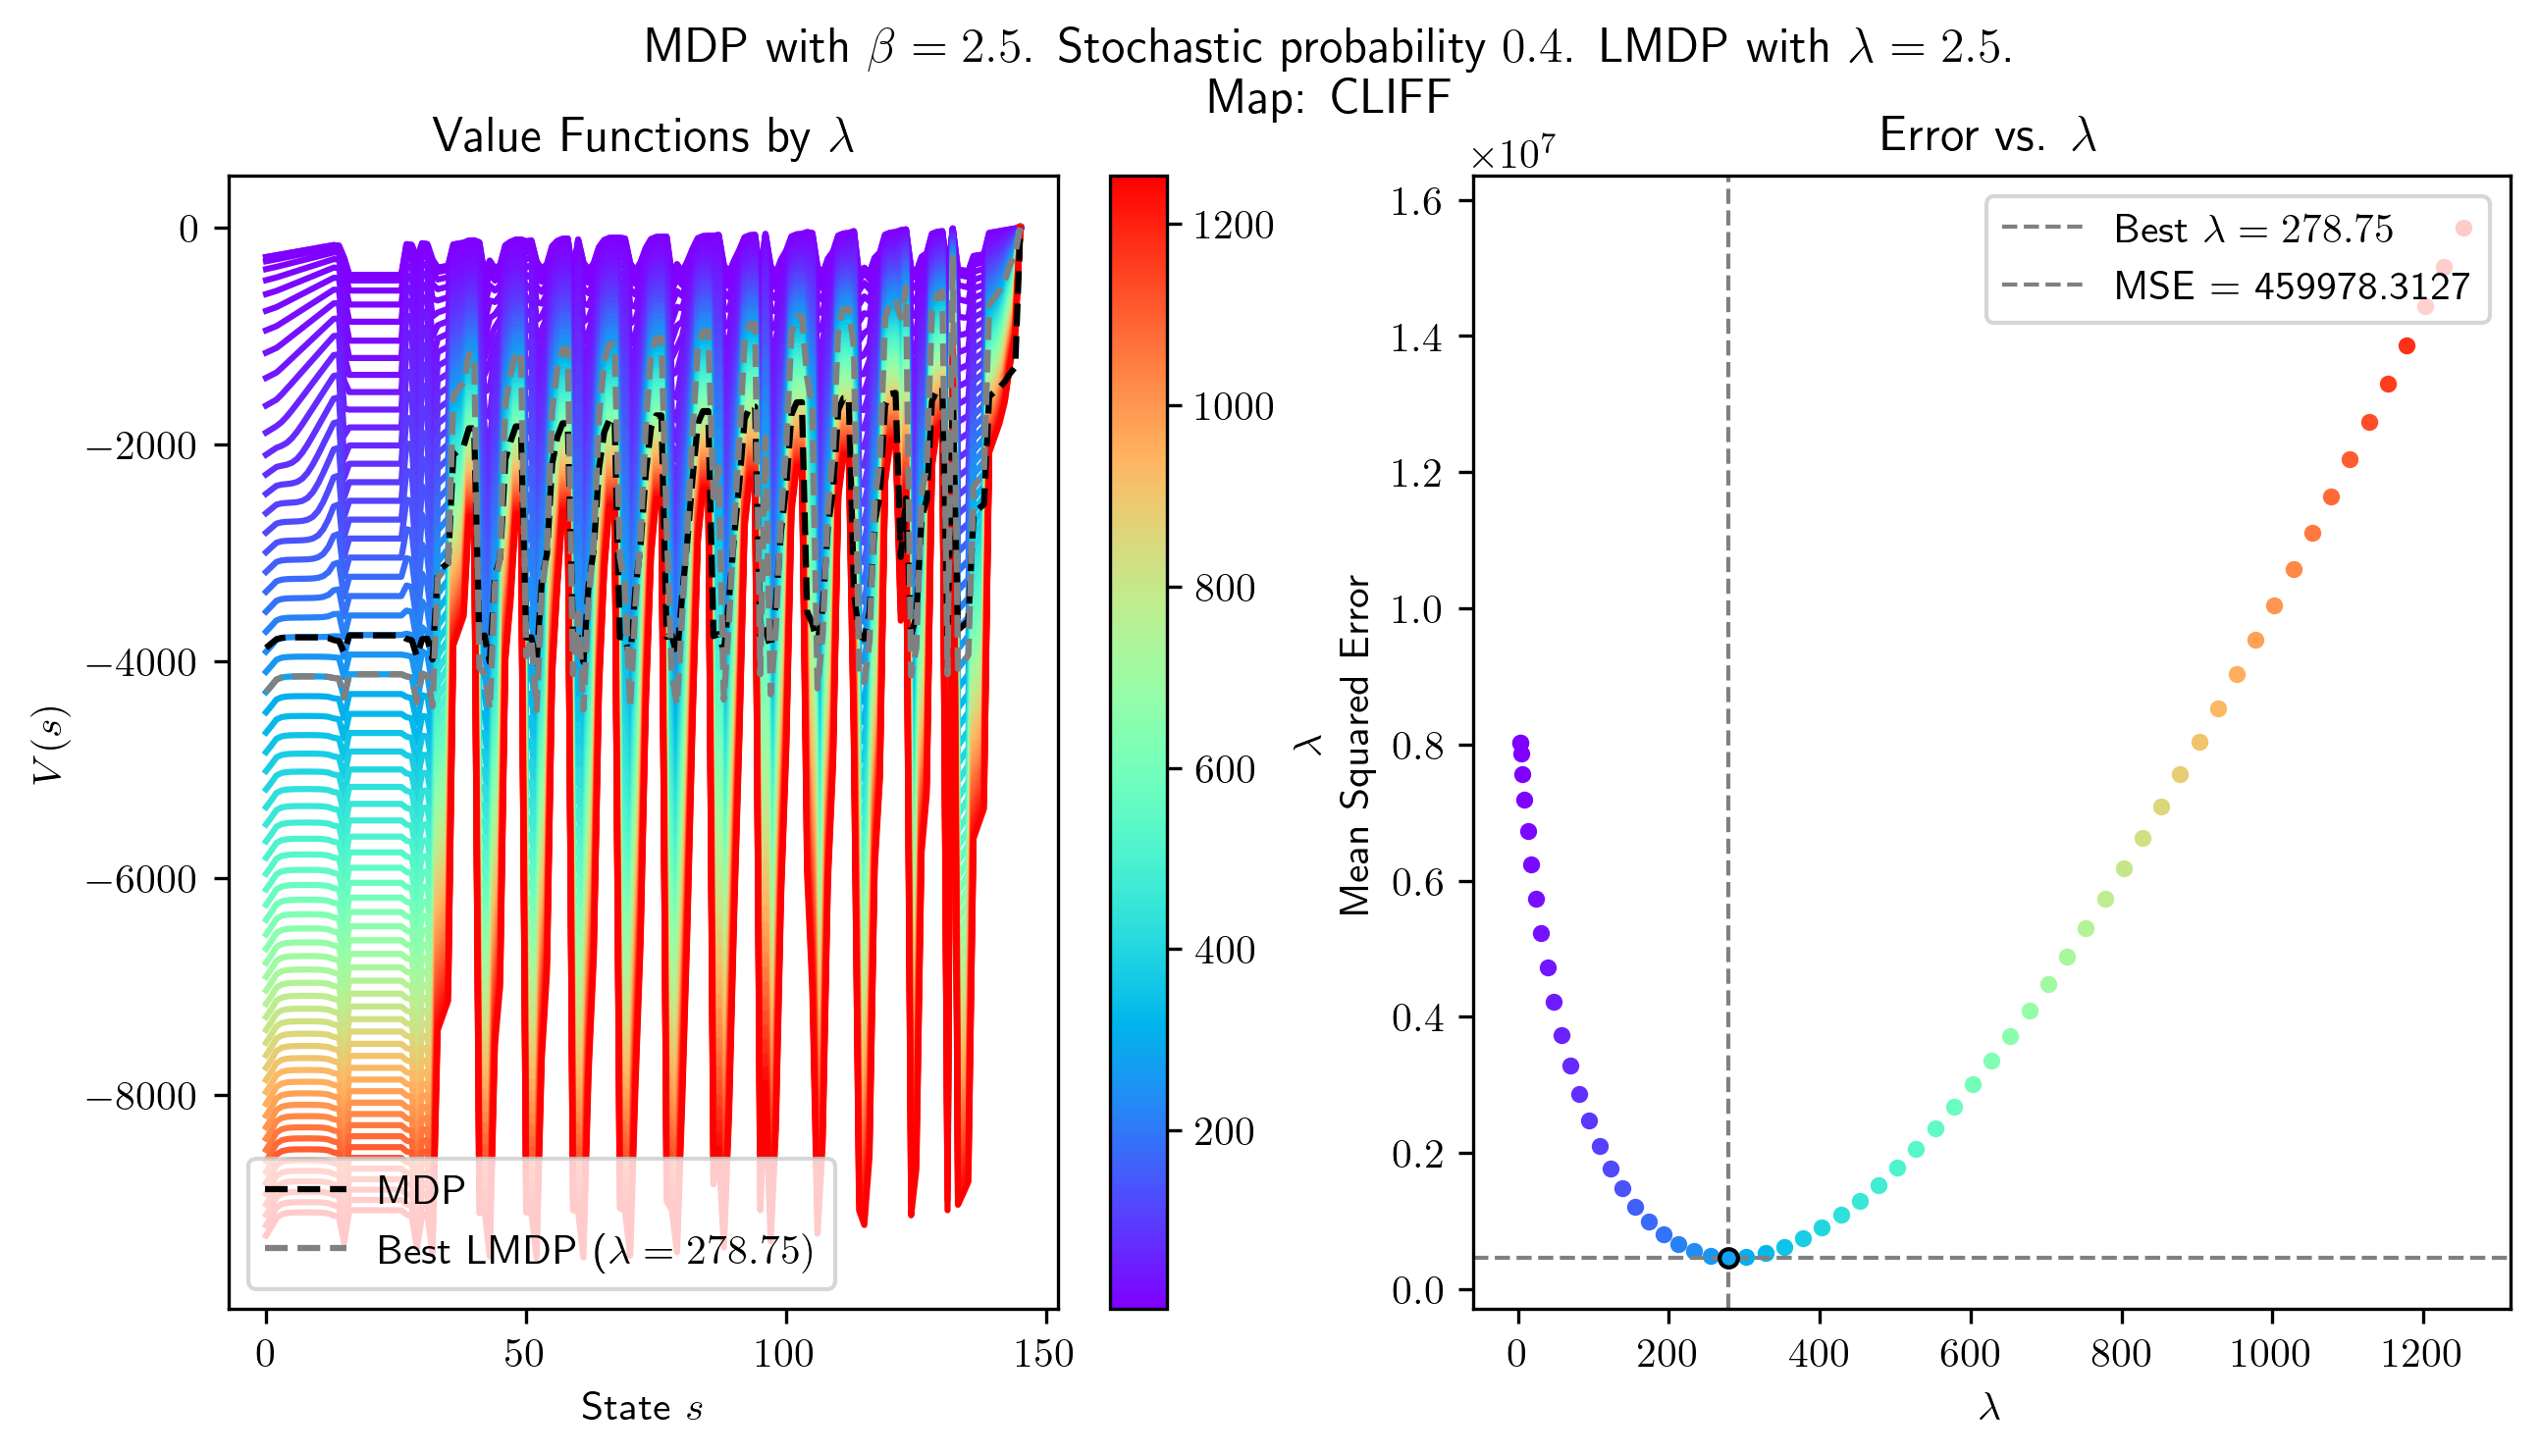 MDP with β = 2.5. Stochastic probability 0.4. LMDP with λ = 2.5.
Map: CLIFF
Value Functions by λ
0
−2000
−4000
−6000
−8000
V(s)
MDP
Best LMDP (λ = 278.75)
0 50 100 150
State s
1200
1000
800
600
400
200
λ
Error vs. λ
×10⁷
1.6
1.4
1.2
1.0
0.8
0.6
0.4
0.2
0.0
Mean Squared Error
Best λ = 278.75
MSE = 459978.3127
0 200 400 600 800 1000 1200
λ